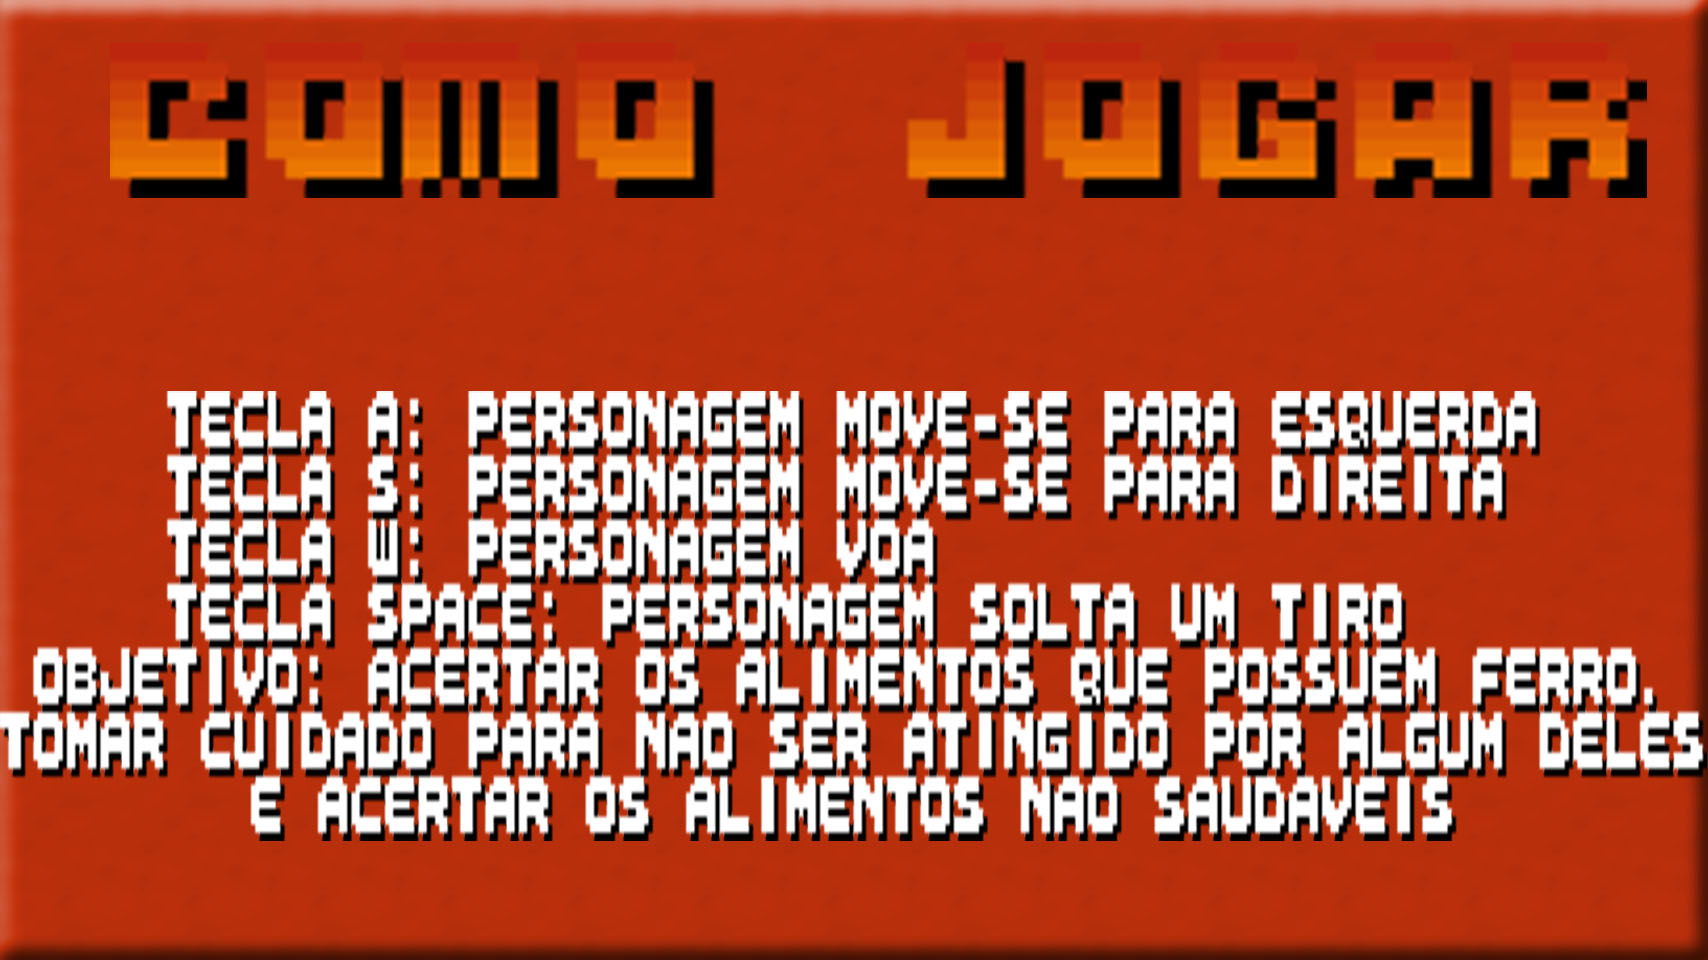 COMO JOGAR
TECLA A: PERSONAGEM MOVE-SE PARA ESQUERDA
TECLA S: PERSONAGEM MOVE-SE PARA DIREITA
TECLA W: PERSONAGEM VOA
TECLA SPACE: PERSONAGEM SOLTA UM TIRO
OBJETIVO: ACERTAR OS ALIMENTOS QUE POSSUEM FERRO,
TOMAR CUIDADO PARA NAO SER ATINGIDO POR ALGUM DELES
E ACERTAR OS ALIMENTOS NAO SAUDAVEIS